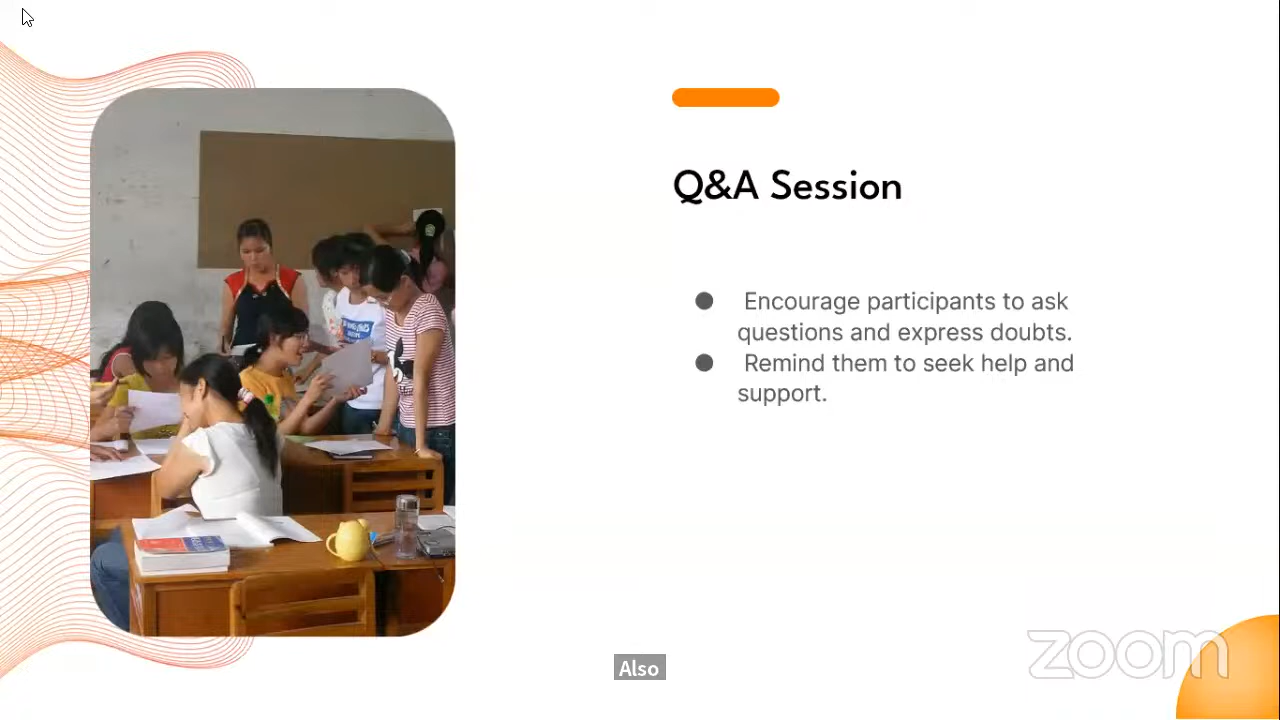 Q&A Session
● Encourage participants to ask
questions and express doubts.
● Remind them to seek help and
support.
Also
zoom